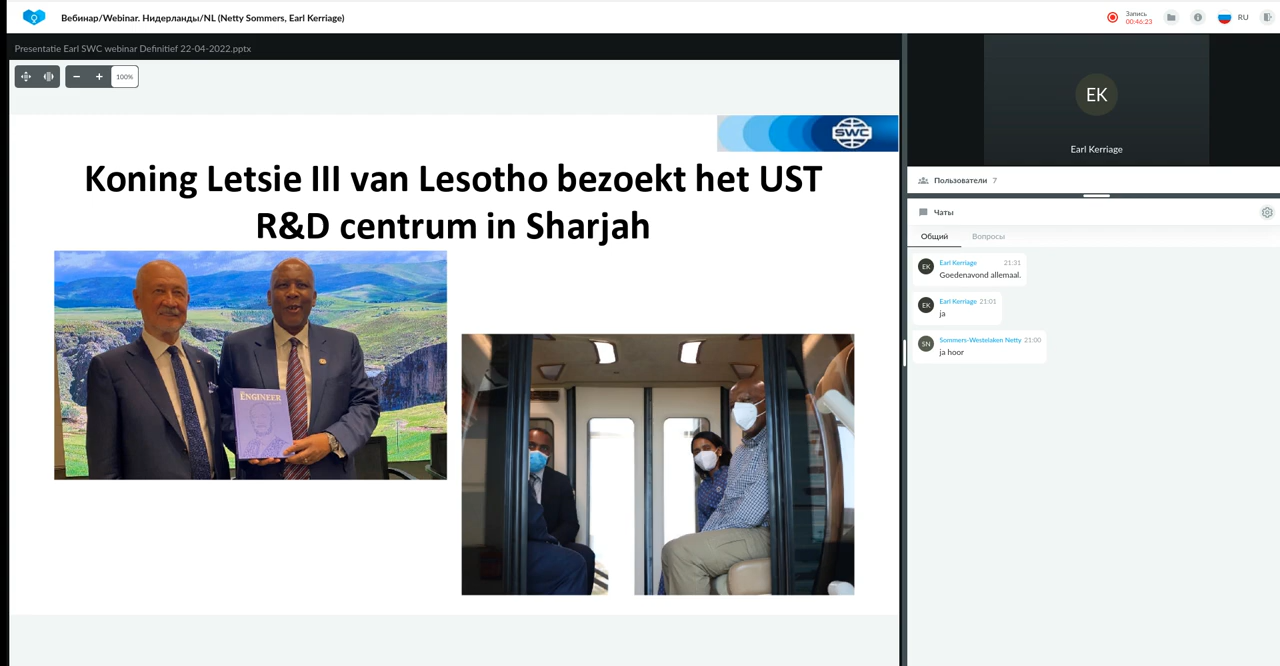 Вебинар/Webinar. Нидерланды/NL (Netty Sommers, Earl Kerriage)
Запись
00:46:23
RU
Presentatie Earl SWC webinar Definitief 22-04-2022.pptx
100%
SWC
Koning Letsie III van Lesotho bezoekt het UST
R&D centrum in Sharjah
ENGINEER
EK
Earl Kerriage
Пользователи 7
Чаты
Общий Вопросы
EK Earl Kerriage 21:31
Goedenavond allemaal.
EK Earl Kerriage 21:01
ja
SN Sommers-Westelaken Netty 21:00
ja hoor